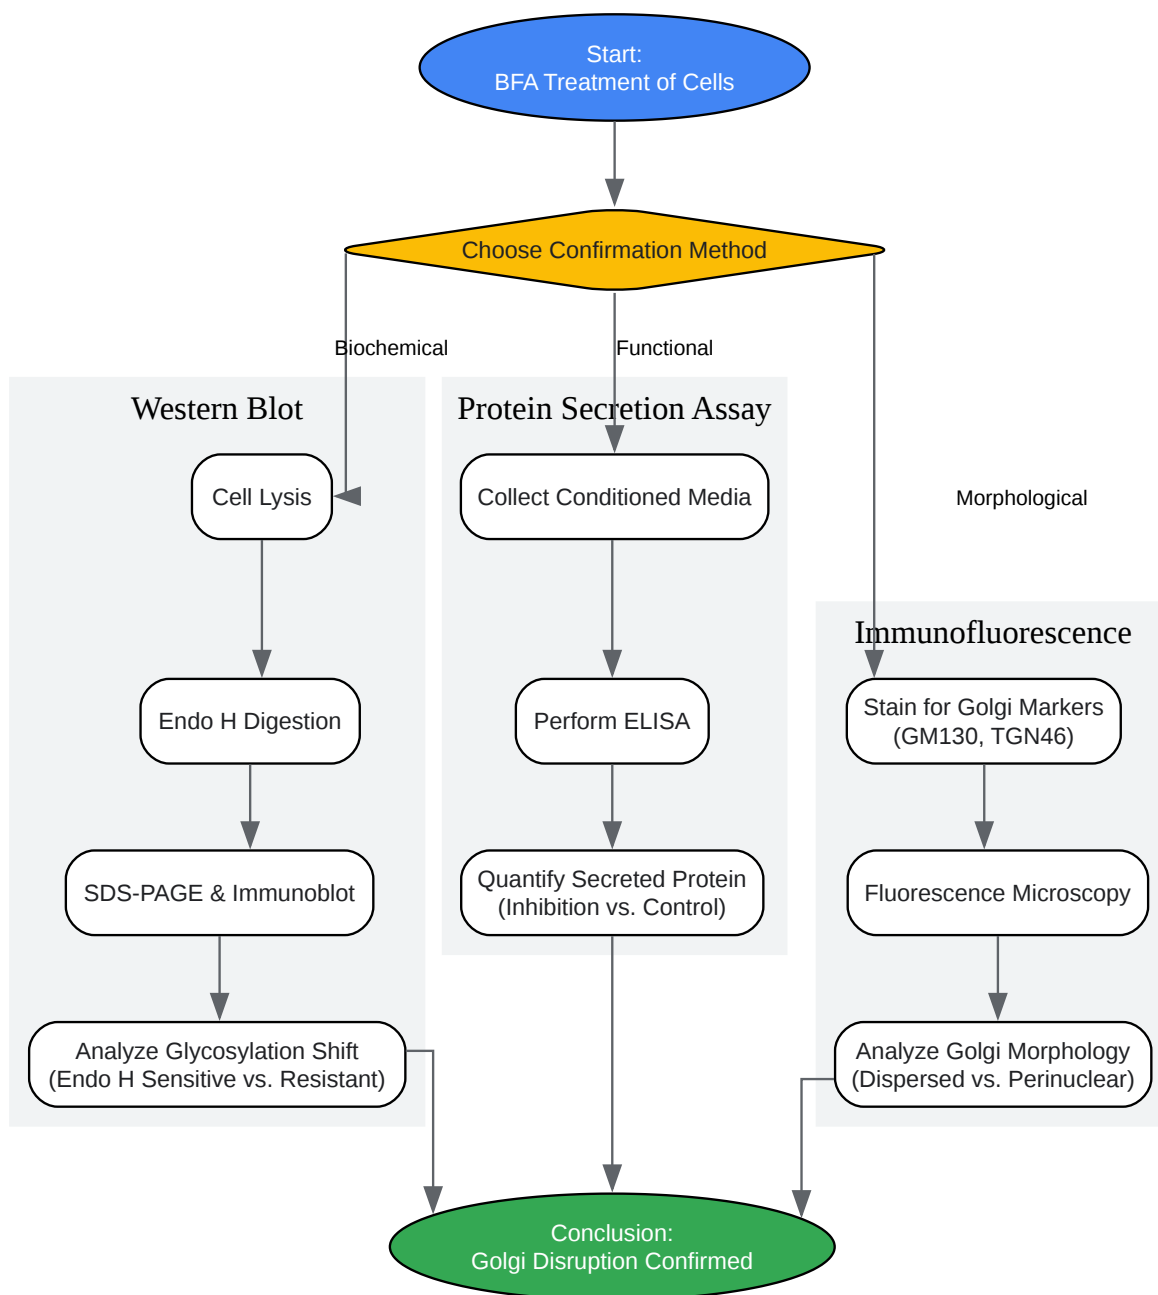 Start:
BFA Treatment of Cells
Choose Confirmation Method
Biochemical
Functional
Morphological
Western Blot
Cell Lysis
Endo H Digestion
SDS-PAGE & Immunoblot
Analyze Glycosylation Shift
(Endo H Sensitive vs. Resistant)
Protein Secretion Assay
Collect Conditioned Media
Perform ELISA
Quantify Secreted Protein
(Inhibition vs. Control)
Immunofluorescence
Stain for Golgi Markers
(GM130, TGN46)
Fluorescence Microscopy
Analyze Golgi Morphology
(Dispersed vs. Perinuclear)
Conclusion:
Golgi Disruption Confirmed